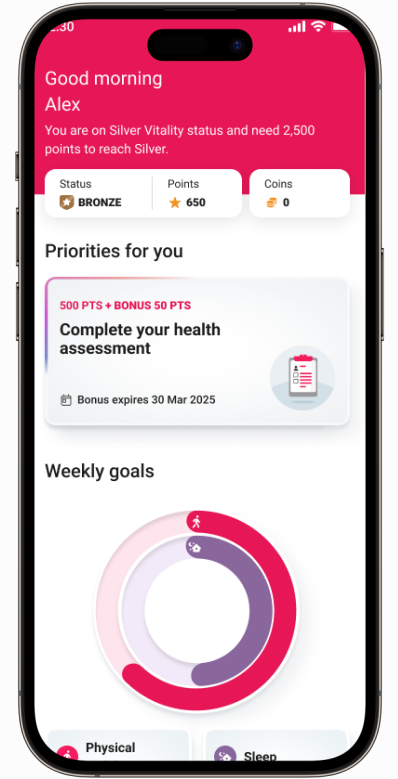 :30
Good morning
Alex
You are on Silver Vitality status and need 2,500
points to reach Silver.
Status
Points
Coins
BRONZE
650
0
Priorities for you
500 PTS + BONUS 50 PTS
Complete your health
assessment
Bonus expires 30 Mar 2025
Weekly goals
Physical
Sleep